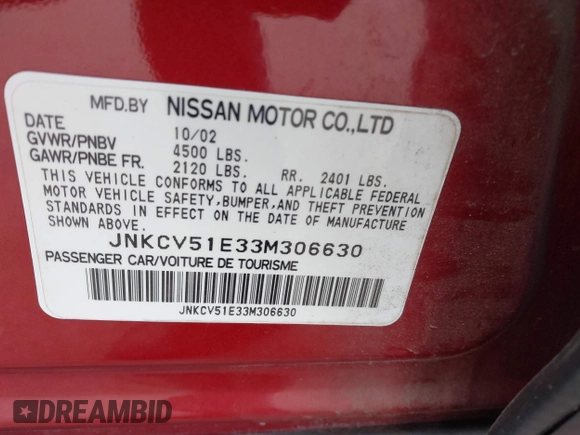 MFD.BY NISSAN MOTOR CO.,LTD
DATE 10/02
GVWR/PNBV 4500 LBS.
GAWR/PNBE FR. 2120 LBS. RR. 2401 LBS.
THIS VEHICLE CONFORMS TO ALL APPLICABLE FEDERAL
MOTOR VEHICLE SAFETY,BUMPER,AND THEFT PREVENTION
STANDARDS IN EFFECT ON THE DATE OF MANUFACTURE
SHOWN ABOVE.
JNKCV51E33M306630
PASSENGER CAR/VOITURE DE TOURISME
JNKCV51E33M306630
DREAMBID